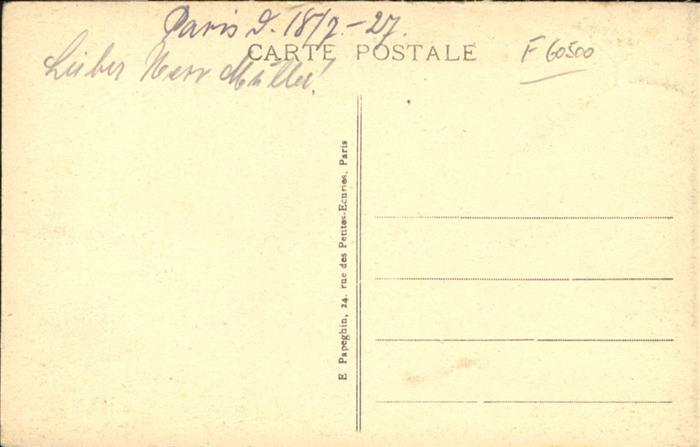 Paris d. 18/7.-27.
CARTE POSTALE
F 60500
Lieber Herr Müller!
E Papeghin, 24, rue des Petites-Ecuries, Paris